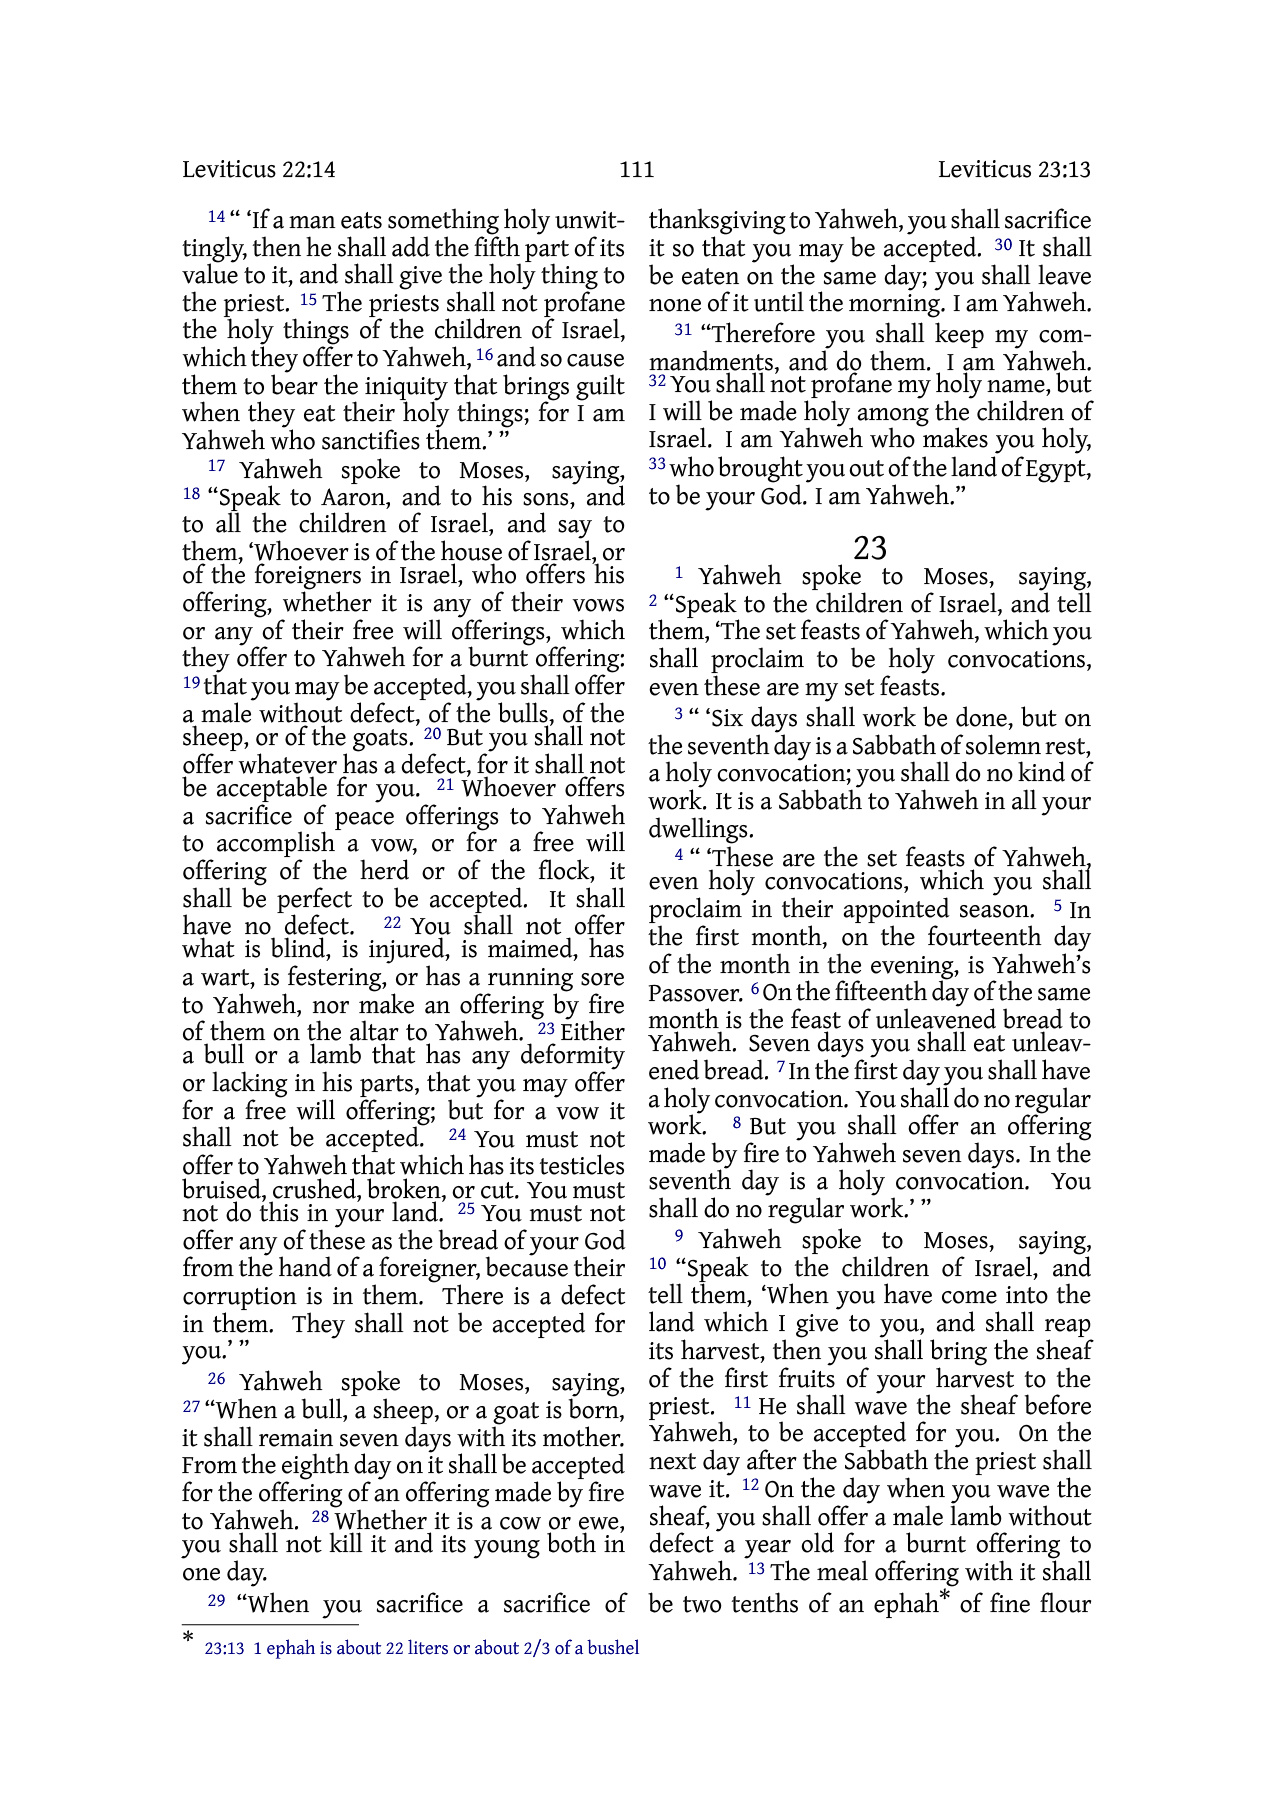 Leviticus 22:14 111 Leviticus 23:13
14 “ ‘If a man eats something holy unwit-
tingly, then he shall add the fifth part of its
value to it, and shall give the holy thing to
the priest. 15 The priests shall not profane
the holy things of the children of Israel,
which they offer to Yahweh, 16 and so cause
them to bear the iniquity that brings guilt
when they eat their holy things; for I am
Yahweh who sanctifies them.’ ”
17 Yahweh spoke to Moses, saying,
18 “Speak to Aaron, and to his sons, and
to all the children of Israel, and say to
them, ‘Whoever is of the house of Israel, or
of the foreigners in Israel, who offers his
offering, whether it is any of their vows
or any of their free will offerings, which
they offer to Yahweh for a burnt offering:
19 that you may be accepted, you shall offer
a male without defect, of the bulls, of the
sheep, or of the goats. 20 But you shall not
offer whatever has a defect, for it shall not
be acceptable for you. 21 Whoever offers
a sacrifice of peace offerings to Yahweh
to accomplish a vow, or for a free will
offering of the herd or of the flock, it
shall be perfect to be accepted. It shall
have no defect. 22 You shall not offer
what is blind, is injured, is maimed, has
a wart, is festering, or has a running sore
to Yahweh, nor make an offering by fire
of them on the altar to Yahweh. 23 Either
a bull or a lamb that has any deformity
or lacking in his parts, that you may offer
for a free will offering; but for a vow it
shall not be accepted. 24 You must not
offer to Yahweh that which has its testicles
bruised, crushed, broken, or cut. You must
not do this in your land. 25 You must not
offer any of these as the bread of your God
from the hand of a foreigner, because their
corruption is in them. There is a defect
in them. They shall not be accepted for
you.’ ”
26 Yahweh spoke to Moses, saying,
27 “When a bull, a sheep, or a goat is born,
it shall remain seven days with its mother.
From the eighth day on it shall be accepted
for the offering of an offering made by fire
to Yahweh. 28 Whether it is a cow or ewe,
you shall not kill it and its young both in
one day.
29 “When you sacrifice a sacrifice of
thanksgiving to Yahweh, you shall sacrifice
it so that you may be accepted. 30 It shall
be eaten on the same day; you shall leave
none of it until the morning. I am Yahweh.
31 “Therefore you shall keep my com-
mandments, and do them. I am Yahweh.
32 You shall not profane my holy name, but
I will be made holy among the children of
Israel. I am Yahweh who makes you holy,
33 who brought you out of the land of Egypt,
to be your God. I am Yahweh.”
23
1 Yahweh spoke to Moses, saying,
2 “Speak to the children of Israel, and tell
them, ‘The set feasts of Yahweh, which you
shall proclaim to be holy convocations,
even these are my set feasts.
3 “ ‘Six days shall work be done, but on
the seventh day is a Sabbath of solemn rest,
a holy convocation; you shall do no kind of
work. It is a Sabbath to Yahweh in all your
dwellings.
4 “ ‘These are the set feasts of Yahweh,
even holy convocations, which you shall
proclaim in their appointed season. 5 In
the first month, on the fourteenth day
of the month in the evening, is Yahweh’s
Passover. 6 On the fifteenth day of the same
month is the feast of unleavened bread to
Yahweh. Seven days you shall eat unleav-
ened bread. 7 In the first day you shall have
a holy convocation. You shall do no regular
work. 8 But you shall offer an offering
made by fire to Yahweh seven days. In the
seventh day is a holy convocation. You
shall do no regular work.’ ”
9 Yahweh spoke to Moses, saying,
10 “Speak to the children of Israel, and
tell them, ‘When you have come into the
land which I give to you, and shall reap
its harvest, then you shall bring the sheaf
of the first fruits of your harvest to the
priest. 11 He shall wave the sheaf before
Yahweh, to be accepted for you. On the
next day after the Sabbath the priest shall
wave it. 12 On the day when you wave the
sheaf, you shall offer a male lamb without
defect a year old for a burnt offering to
Yahweh. 13 The meal offering with it shall
be two tenths of an ephah* of fine flour
* 23:13 1 ephah is about 22 liters or about 2/3 of a bushel